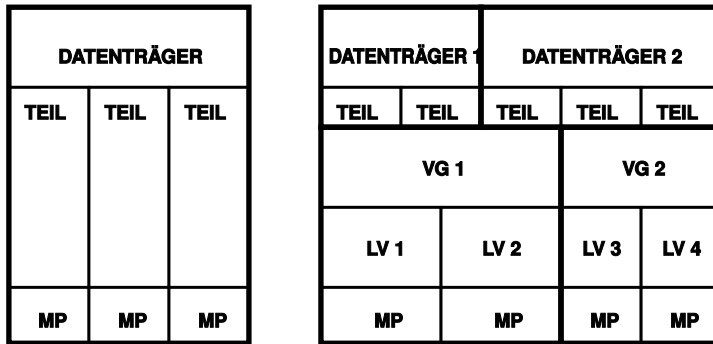 DATENTRÄGER
TEIL TEIL TEIL
MP MP MP
DATENTRÄGER 1 DATENTRÄGER 2
TEIL TEIL TEIL TEIL TEIL
VG 1 VG 2
LV 1 LV 2 LV 3 LV 4
MP MP MP MP